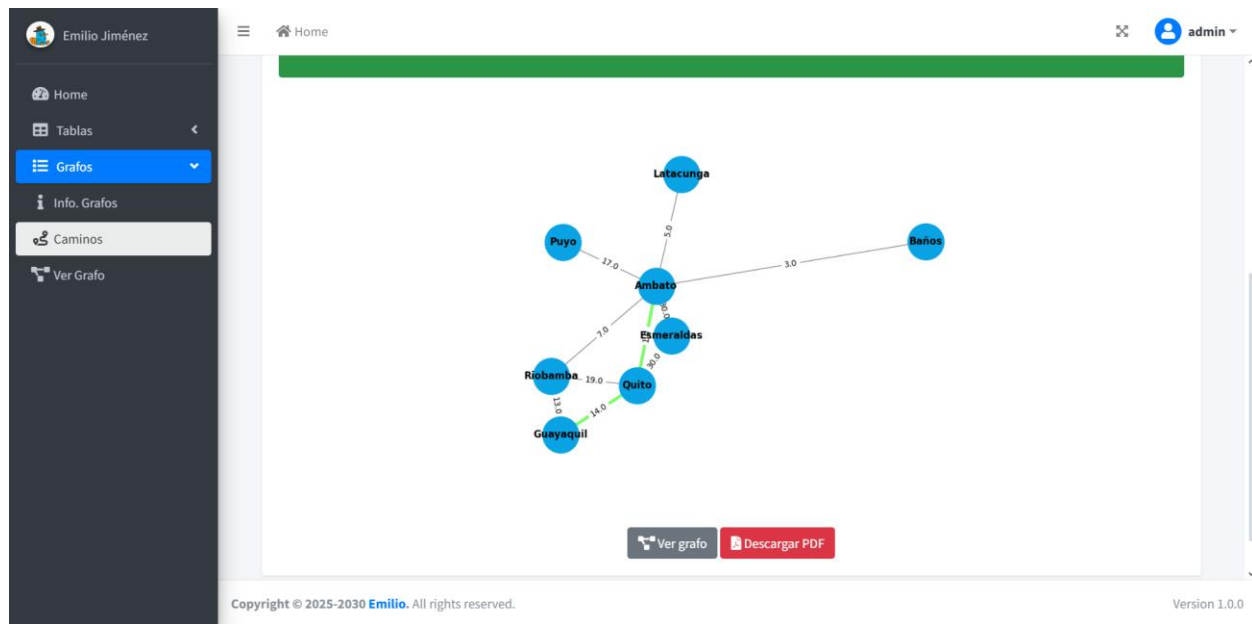 Emilio Jiménez
Home
admin
Home
Tablas
Grafos
Info. Grafos
Caminos
Ver Grafo
Latacunga
5.0
Puyo
Baños
17.0
3.0
Ambato
30.0
7.0
Esmeraldas
30.0
Riobamba
19.0
Quito
13.0
14.0
Guayaquil
Ver grafo
Descargar PDF
Copyright © 2025-2030 Emilio. All rights reserved.
Version 1.0.0